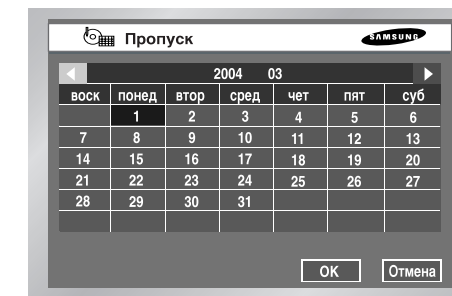 Пропуск SAMSUNG
2004 03
воск понед втор сред чет пят суб
1 2 3 4 5 6
7 8 9 10 11 12 13
14 15 16 17 18 19 20
21 22 23 24 25 26 27
28 29 30 31
OK Отмена